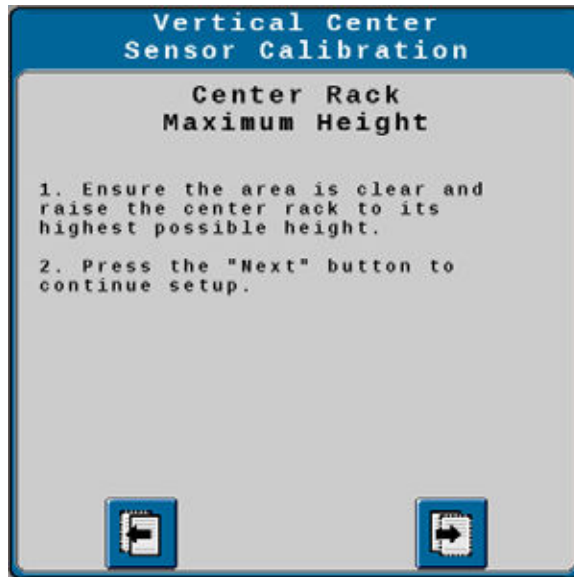 Vertical Center
Sensor Calibration
Center Rack
Maximum Height
1. Ensure the area is clear and
raise the center rack to its
highest possible height.
2. Press the "Next" button to
continue setup.